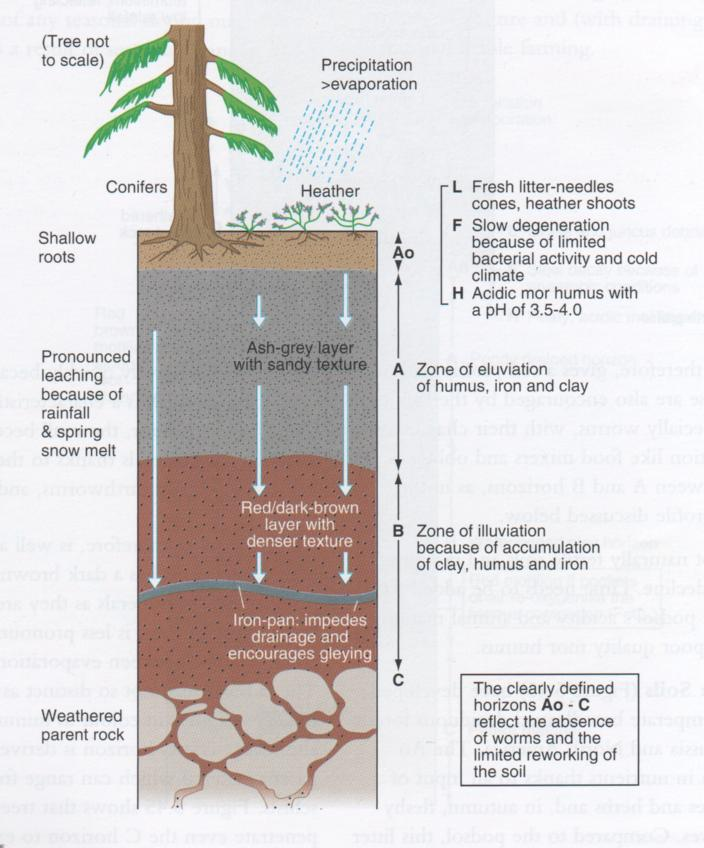 (Tree not
to scale)
Precipitation
>evaporation
Conifers
Heather
Shallow
roots
Ao
L Fresh litter-needles
cones, heather shoots
F Slow degeneration
because of limited
bacterial activity and cold
climate
H Acidic mor humus with
a pH of 3.5-4.0
Ash-grey layer
with sandy texture
A Zone of eluviation
of humus, iron and clay
Pronounced
leaching
because of
rainfall
& spring
snow melt
Red/dark-brown
layer with
denser texture
B Zone of illuviation
because of accumulation
of clay, humus and iron
Iron-pan: impedes
drainage and
encourages gleying
C
Weathered
parent rock
The clearly defined
horizons Ao - C
reflect the absence
of worms and the
limited reworking of
the soil